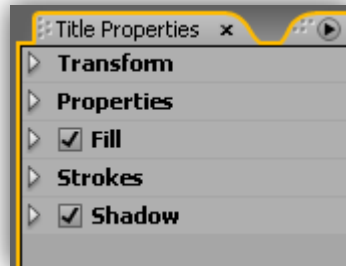 Title Properties x
Transform
Properties
Fill
Strokes
Shadow